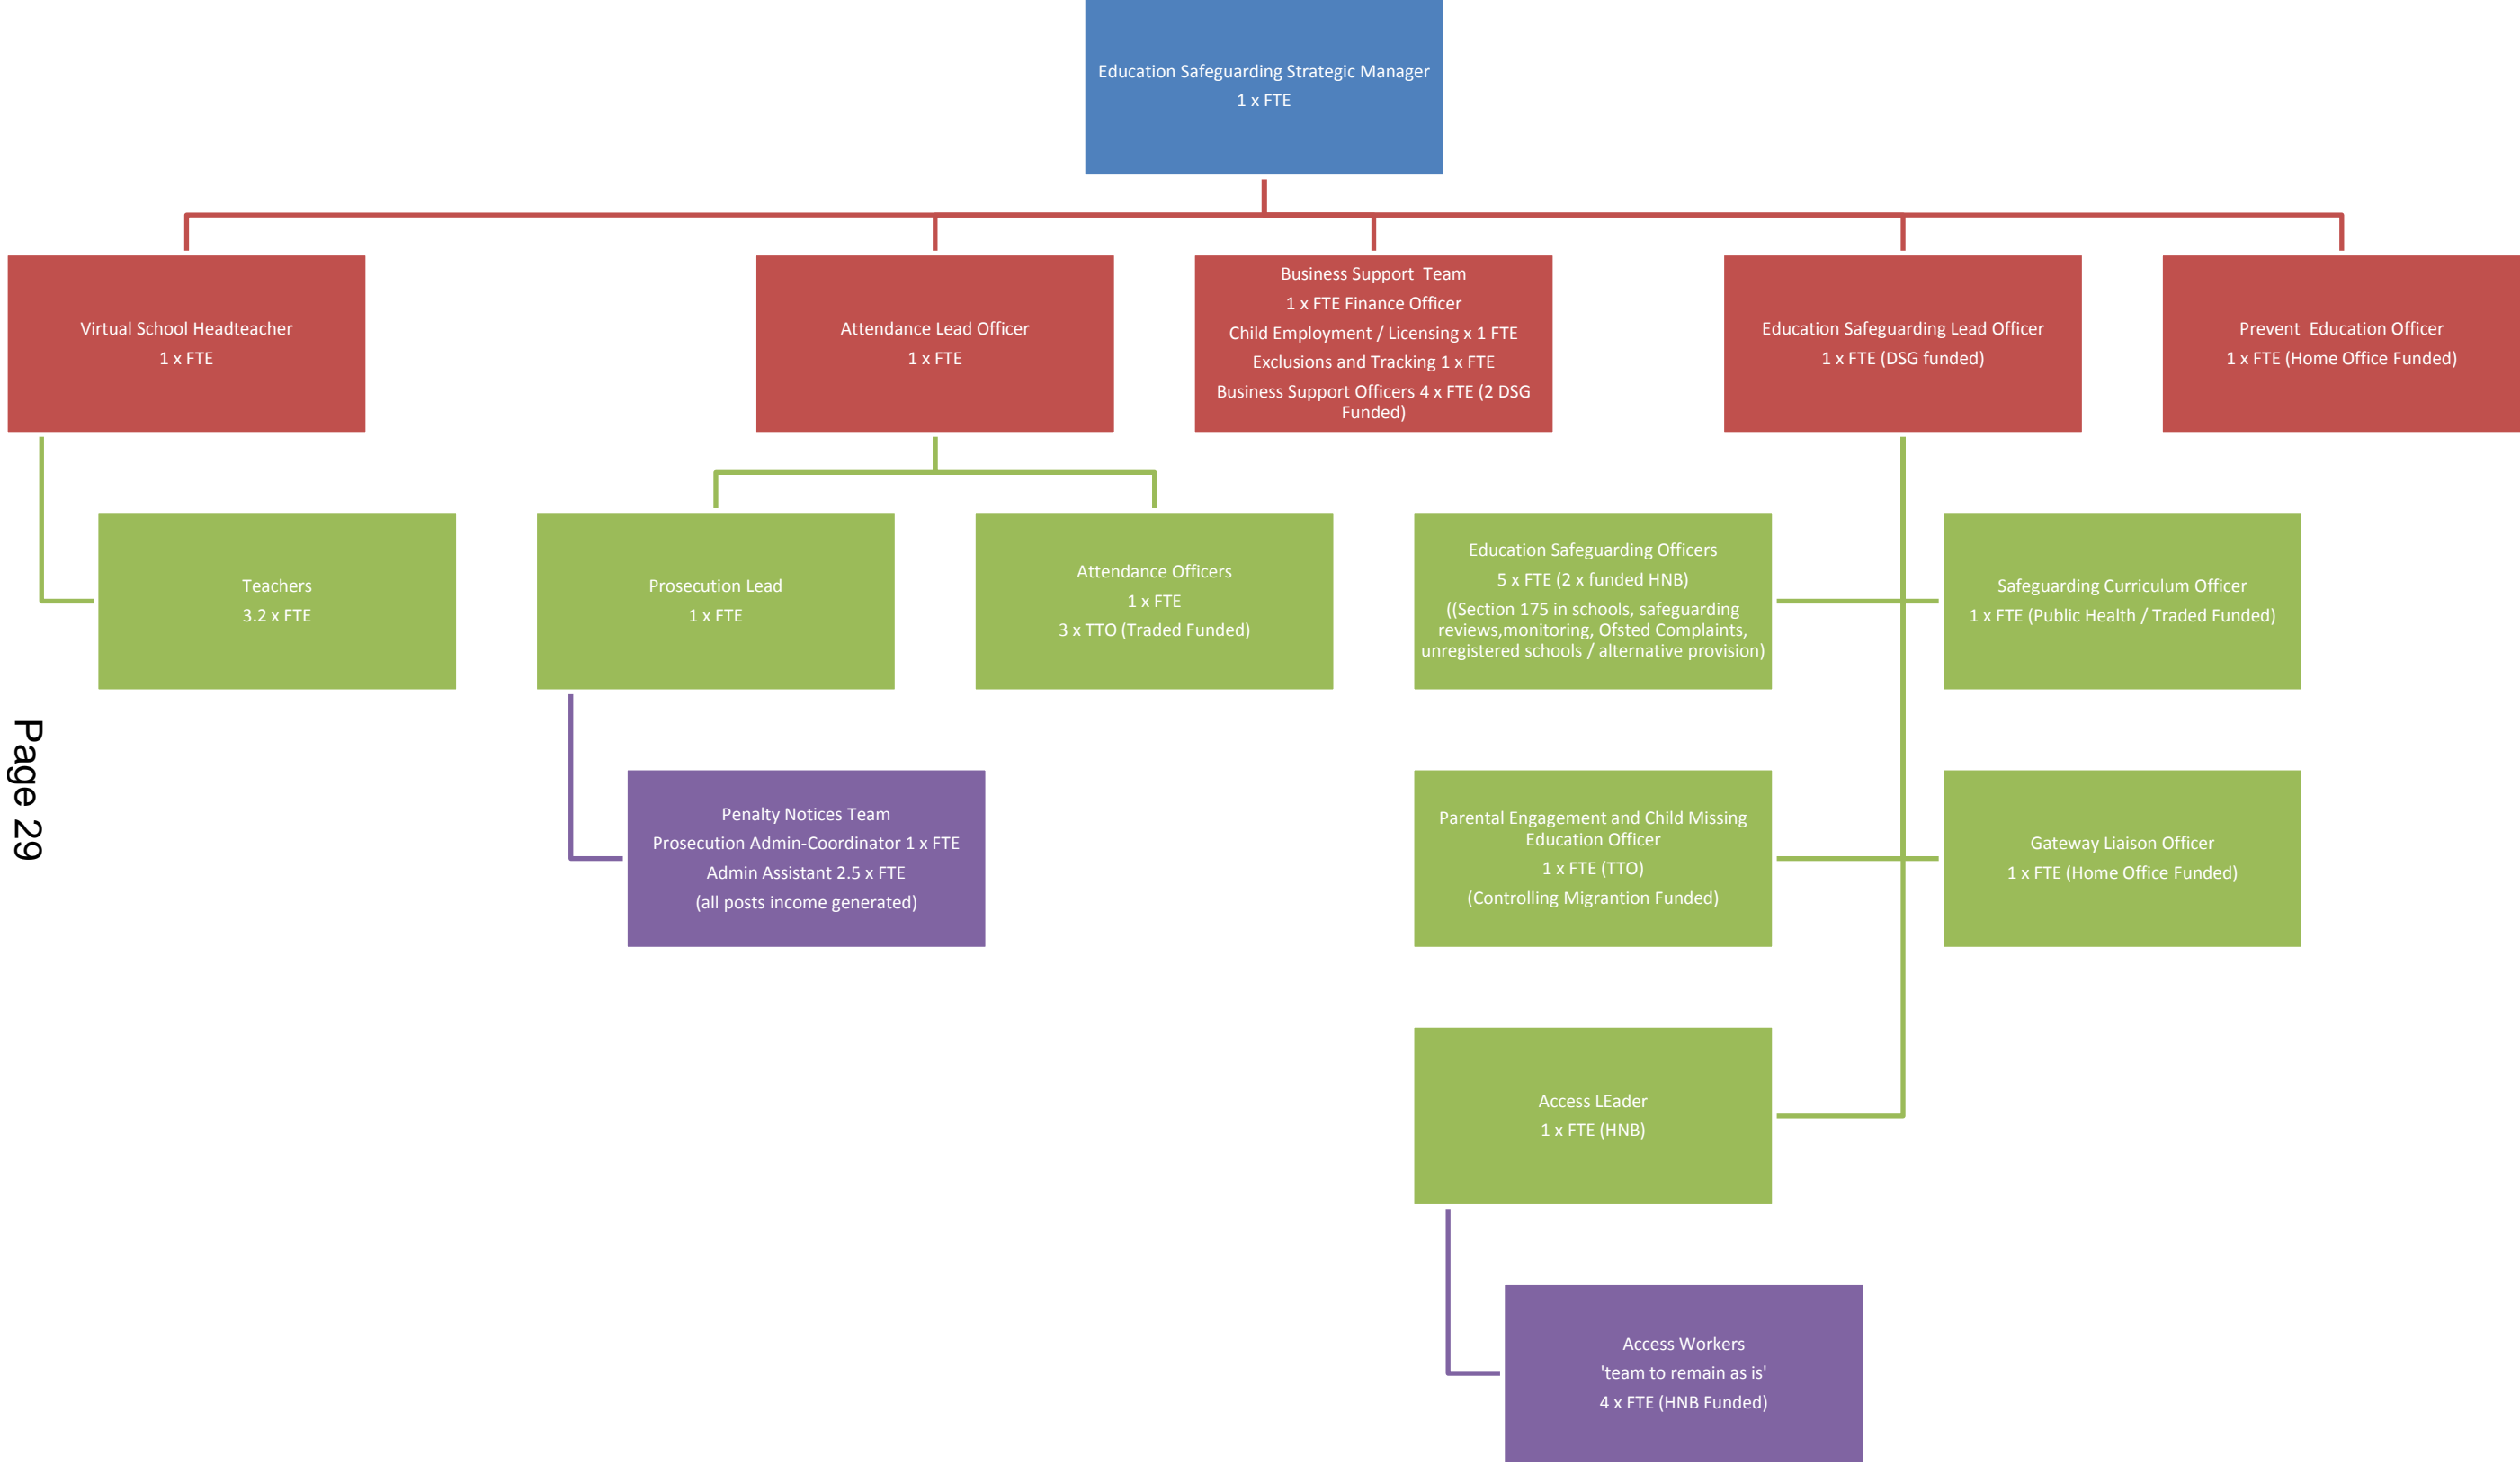 Education Safeguarding Strategic Manager
1 x FTE
Virtual School Headteacher
1 x FTE
Attendance Lead Officer
1 x FTE
Business Support  Team
1 x FTE Finance Officer
Child Employment / Licensing x 1 FTE
Exclusions and Tracking 1 x FTE
Business Support Officers 4 x FTE (2 DSG
Funded)
Education Safeguarding Lead Officer
1 x FTE (DSG funded)
Prevent  Education Officer
1 x FTE (Home Office Funded)
Teachers
3.2 x FTE
Prosecution Lead
1 x FTE
Attendance Officers
1 x FTE
3 x TTO (Traded Funded)
Education Safeguarding Officers
5 x FTE (2 x funded HNB)
((Section 175 in schools, safeguarding
reviews,monitoring, Ofsted Complaints,
unregistered schools / alternative provision)
Safeguarding Curriculum Officer
1 x FTE (Public Health / Traded Funded)
Penalty Notices Team
Prosecution Admin-Coordinator 1 x FTE
Admin Assistant 2.5 x FTE
(all posts income generated)
Parental Engagement and Child Missing
Education Officer
1 x FTE (TTO)
(Controlling Migrantion Funded)
Gateway Liaison Officer
1 x FTE (Home Office Funded)
Access LEader
1 x FTE (HNB)
Access Workers
'team to remain as is'
4 x FTE (HNB Funded)
Page 29